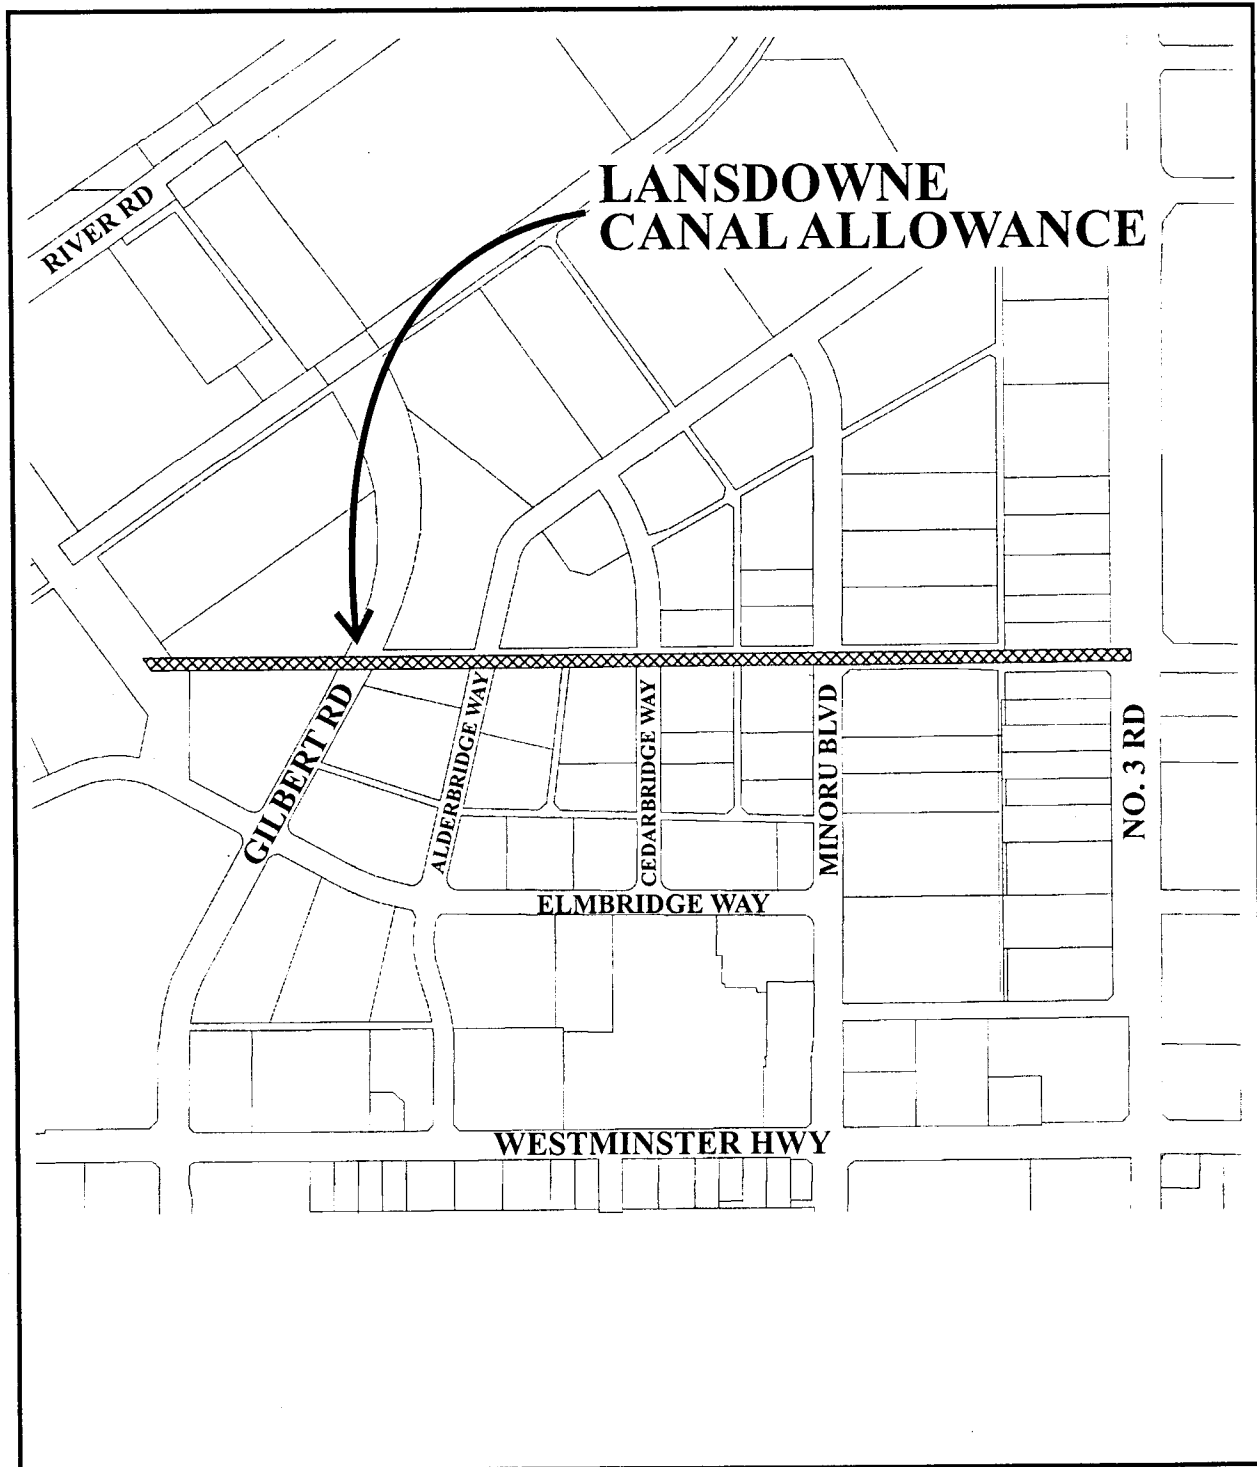 LANSDOWNE
CANAL ALLOWANCE
RIVER RD
GILBERT RD
ALDERBRIDGE WAY
CEDARBRIDGE WAY
MINORU BLVD
NO. 3 RD
ELMBRIDGE WAY
WESTMINSTER HWY